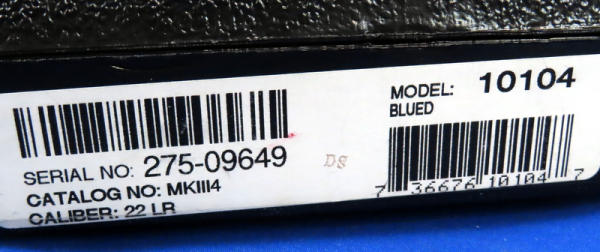 SERIAL NO: 275-09649
CATALOG NO: MKIII4
CALIBER: 22 LR
DS
MODEL: 10104
BLUED
7 36676 10104 7